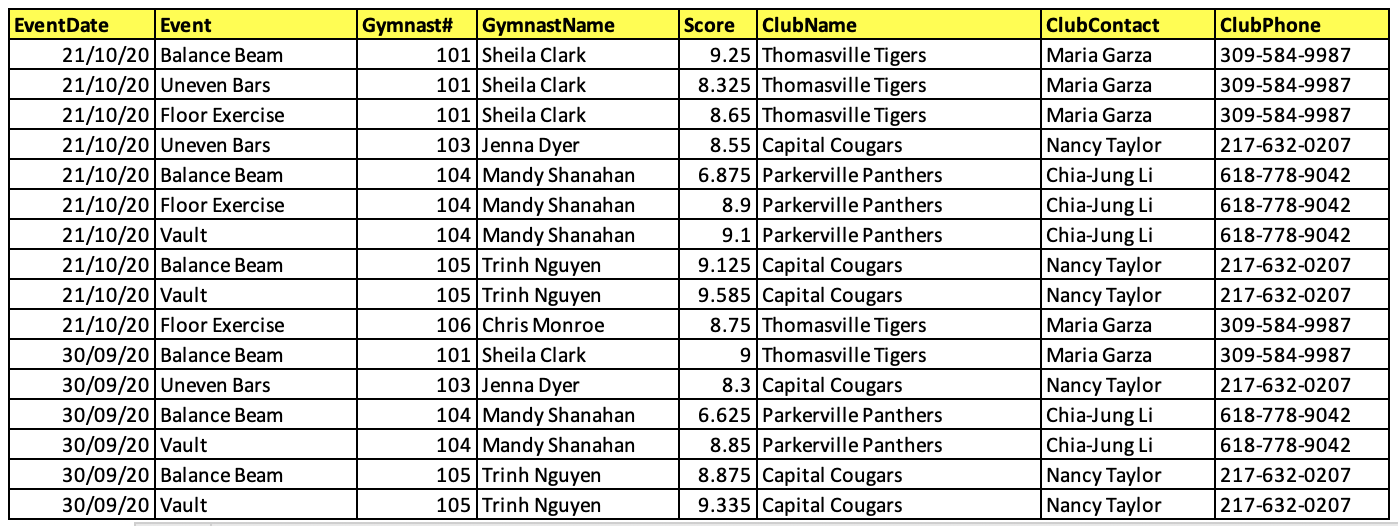 EventDate Event Gymnast# GymnastName Score ClubName ClubContact ClubPhone
21/10/20 Balance Beam 101 Sheila Clark 9.25 Thomasville Tigers Maria Garza 309-584-9987
21/10/20 Uneven Bars 101 Sheila Clark 8.325 Thomasville Tigers Maria Garza 309-584-9987
21/10/20 Floor Exercise 101 Sheila Clark 8.65 Thomasville Tigers Maria Garza 309-584-9987
21/10/20 Uneven Bars 103 Jenna Dyer 8.55 Capital Cougars Nancy Taylor 217-632-0207
21/10/20 Balance Beam 104 Mandy Shanahan 6.875 Parkerville Panthers Chia-Jung Li 618-778-9042
21/10/20 Floor Exercise 104 Mandy Shanahan 8.9 Parkerville Panthers Chia-Jung Li 618-778-9042
21/10/20 Vault 104 Mandy Shanahan 9.1 Parkerville Panthers Chia-Jung Li 618-778-9042
21/10/20 Balance Beam 105 Trinh Nguyen 9.125 Capital Cougars Nancy Taylor 217-632-0207
21/10/20 Vault 105 Trinh Nguyen 9.585 Capital Cougars Nancy Taylor 217-632-0207
21/10/20 Floor Exercise 106 Chris Monroe 8.75 Thomasville Tigers Maria Garza 309-584-9987
30/09/20 Balance Beam 101 Sheila Clark 9 Thomasville Tigers Maria Garza 309-584-9987
30/09/20 Uneven Bars 103 Jenna Dyer 8.3 Capital Cougars Nancy Taylor 217-632-0207
30/09/20 Balance Beam 104 Mandy Shanahan 6.625 Parkerville Panthers Chia-Jung Li 618-778-9042
30/09/20 Vault 104 Mandy Shanahan 8.85 Parkerville Panthers Chia-Jung Li 618-778-9042
30/09/20 Balance Beam 105 Trinh Nguyen 8.875 Capital Cougars Nancy Taylor 217-632-0207
30/09/20 Vault 105 Trinh Nguyen 9.335 Capital Cougars Nancy Taylor 217-632-0207